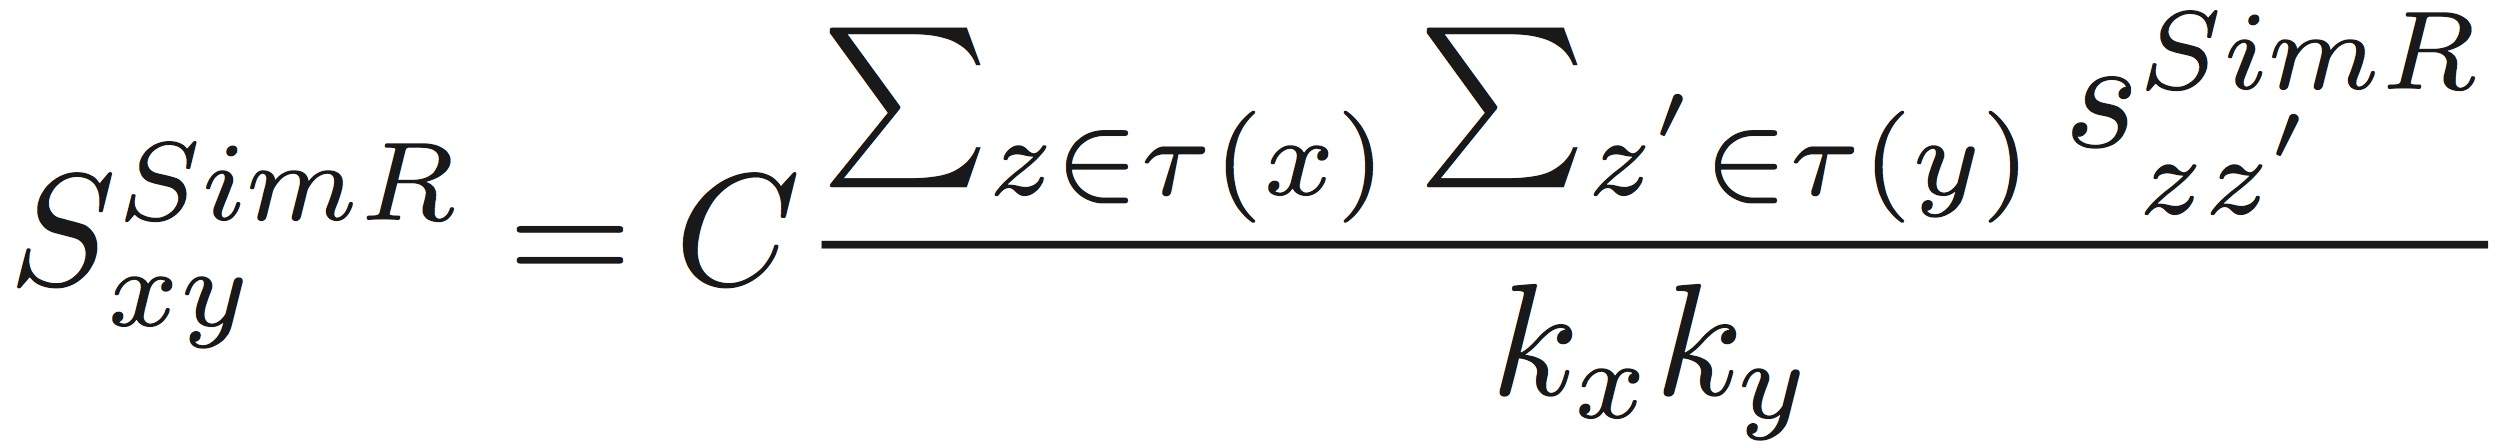 S_{xy}^{SimR} = C \frac{\sum_{z \in \tau(x)} \sum_{z' \in \tau(y)} s_{zz'}^{SimR}}{k_x k_y}